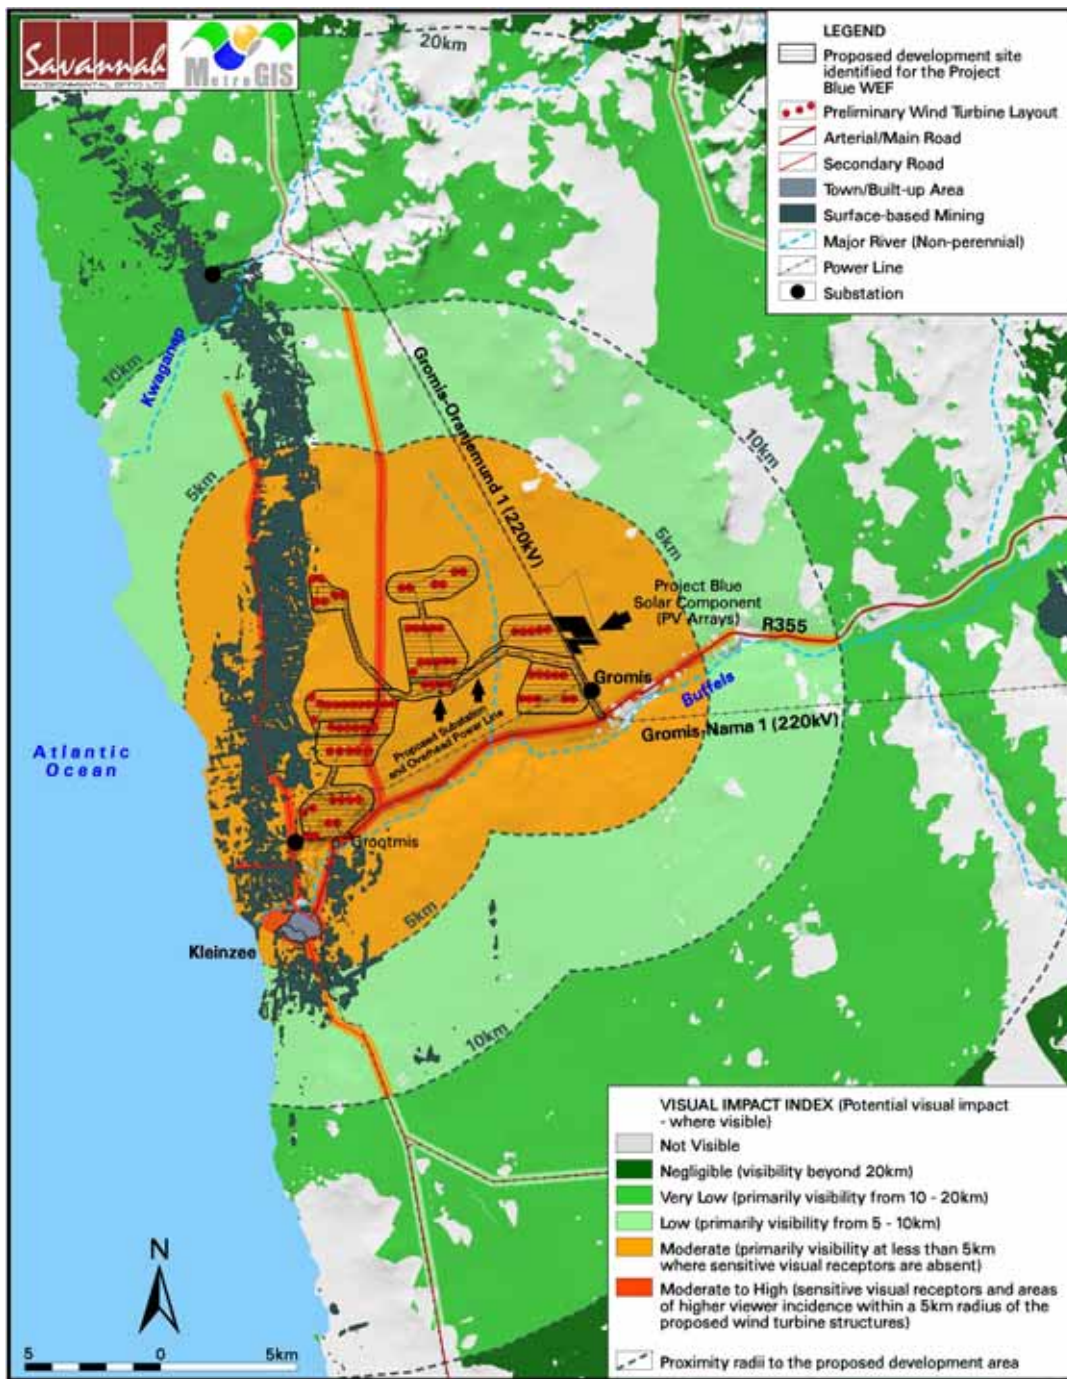 Savannah
ENVIRONMENTAL (PTY) LTD
MetroGIS
20km
LEGEND
Proposed development site
identified for the Project
Blue WEF
Preliminary Wind Turbine Layout
Arterial/Main Road
Secondary Road
Town/Built-up Area
Surface-based Mining
Major River (Non-perennial)
Power Line
Substation
10km
Kwaganap
Gromis-Oranjemund 1 (220kV)
10km
5km
5km
Project Blue
Solar Component
(PV Arrays)
R355
Gromis
Buffels
Gromis-Nama 1 (220kV)
Proposed Substation
and Overhead Power Line
Atlantic
Ocean
Groqtmis
5km
Kleinzee
10km
VISUAL IMPACT INDEX (Potential visual impact
- where visible)
Not Visible
Negligible (visibility beyond 20km)
Very Low (primarily visibility from 10 - 20km)
Low (primarily visibility from 5 - 10km)
Moderate (primarily visibility at less than 5km
where sensitive visual receptors are absent)
Moderate to High (sensitive visual receptors and areas
of higher viewer incidence within a 5km radius of the
proposed wind turbine structures)
Proximity radii to the proposed development area
N
5 0 5km